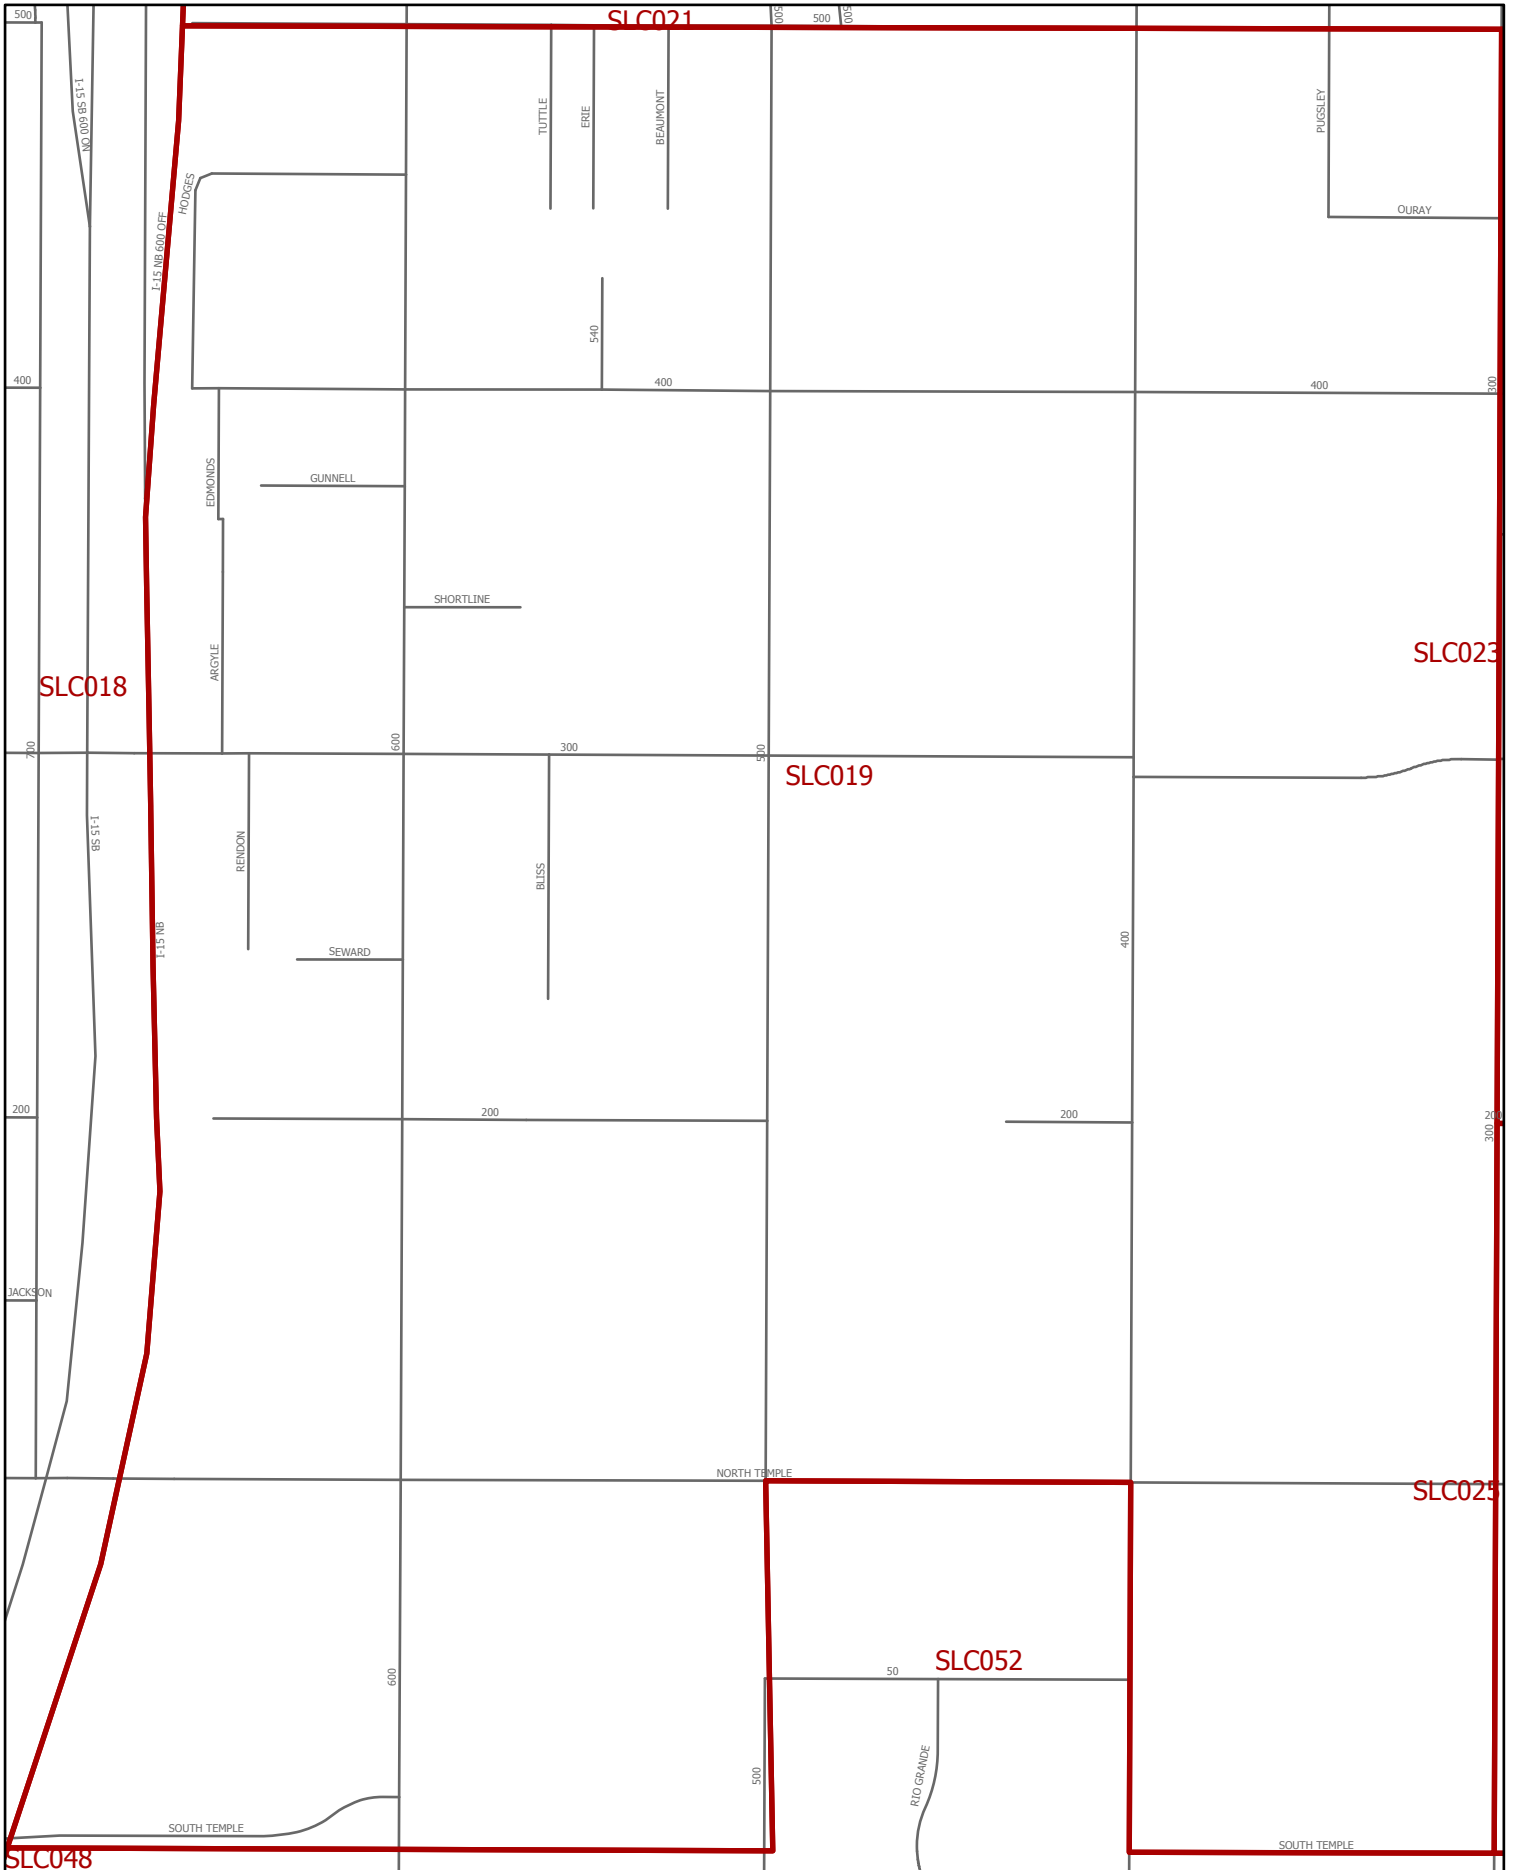 SLC021
500
500
500
500
I-15 SB 600 ON
TUTTLE
ERIE
BEAUMONT
PUGSLEY
HODGES
OURAY
I-15 NB 600 OFF
540
400
400
400
300
EDMONDS
GUNNELL
SHORTLINE
ARGYLE
SLC023
SLC018
700
600
300
500
SLC019
I-15 SB
RENDON
BLISS
I-15 NB
SEWARD
400
200
200
200
200
300
JACKSON
NORTH TEMPLE
SLC025
600
50
SLC052
500
RIO GRANDE
SOUTH TEMPLE
SOUTH TEMPLE
SLC048